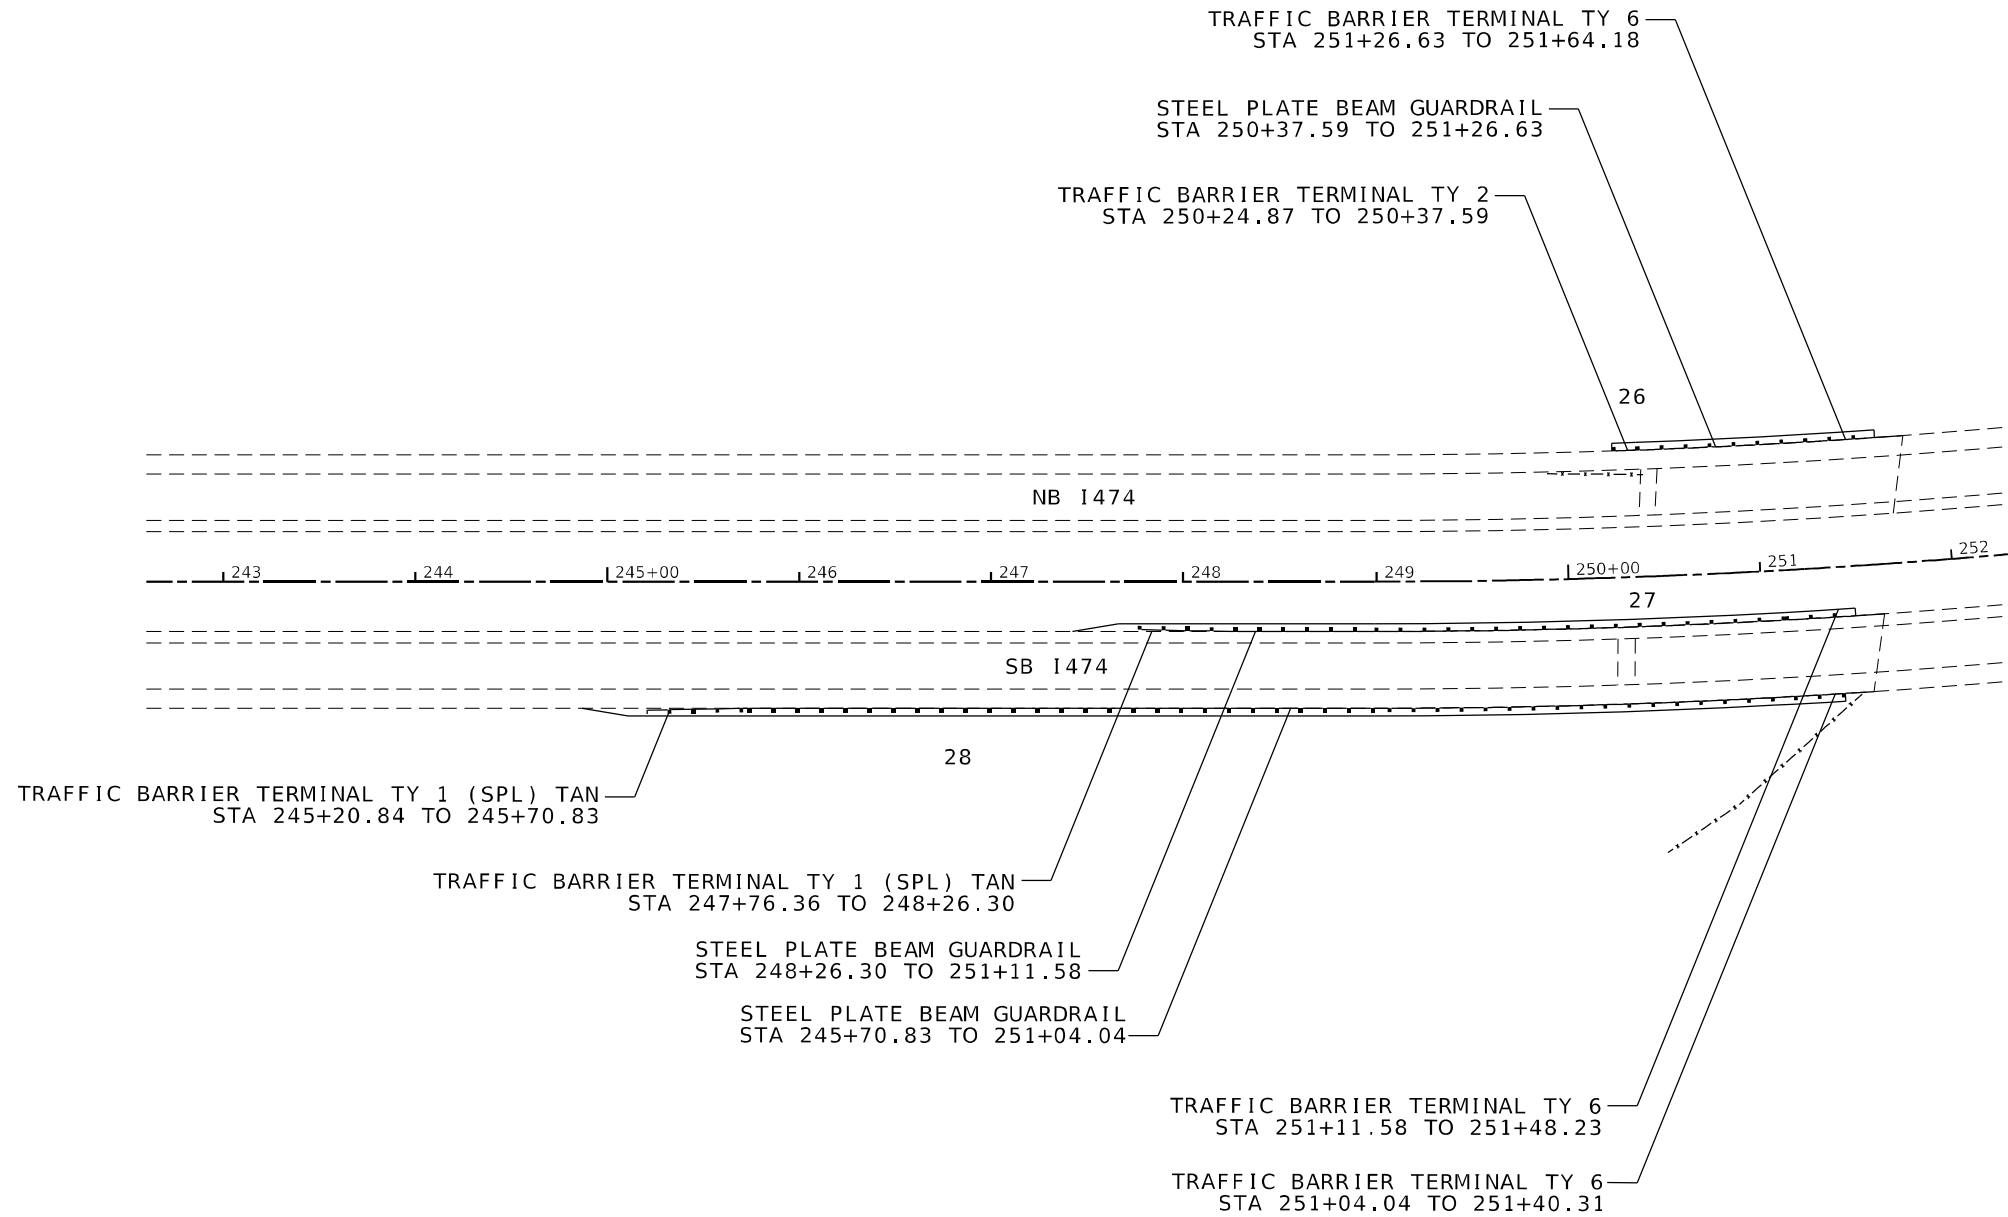 TRAFFIC BARRIER TERMINAL TY 6
STA 251+26.63 TO 251+64.18
STEEL PLATE BEAM GUARDRAIL
STA 250+37.59 TO 251+26.63
TRAFFIC BARRIER TERMINAL TY 2
STA 250+24.87 TO 250+37.59
26
NB I474
243
244
245+00
246
247
248
249
250+00
251
252
27
SB I474
28
TRAFFIC BARRIER TERMINAL TY 1 (SPL) TAN
STA 245+20.84 TO 245+70.83
TRAFFIC BARRIER TERMINAL TY 1 (SPL) TAN
STA 247+76.36 TO 248+26.30
STEEL PLATE BEAM GUARDRAIL
STA 248+26.30 TO 251+11.58
STEEL PLATE BEAM GUARDRAIL
STA 245+70.83 TO 251+04.04
TRAFFIC BARRIER TERMINAL TY 6
STA 251+11.58 TO 251+48.23
TRAFFIC BARRIER TERMINAL TY 6
STA 251+04.04 TO 251+40.31